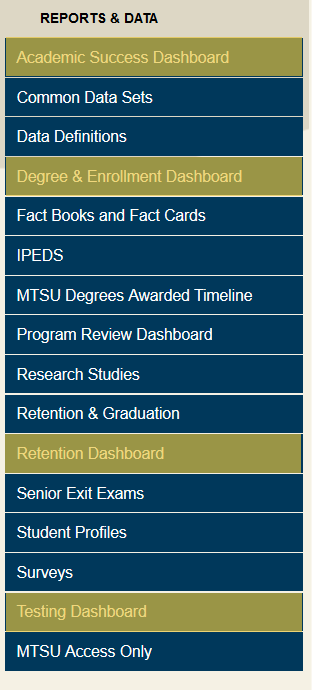 REPORTS & DATA
Academic Success Dashboard
Common Data Sets
Data Definitions
Degree & Enrollment Dashboard
Fact Books and Fact Cards
IPEDS
MTSU Degrees Awarded Timeline
Program Review Dashboard
Research Studies
Retention & Graduation
Retention Dashboard
Senior Exit Exams
Student Profiles
Surveys
Testing Dashboard
MTSU Access Only